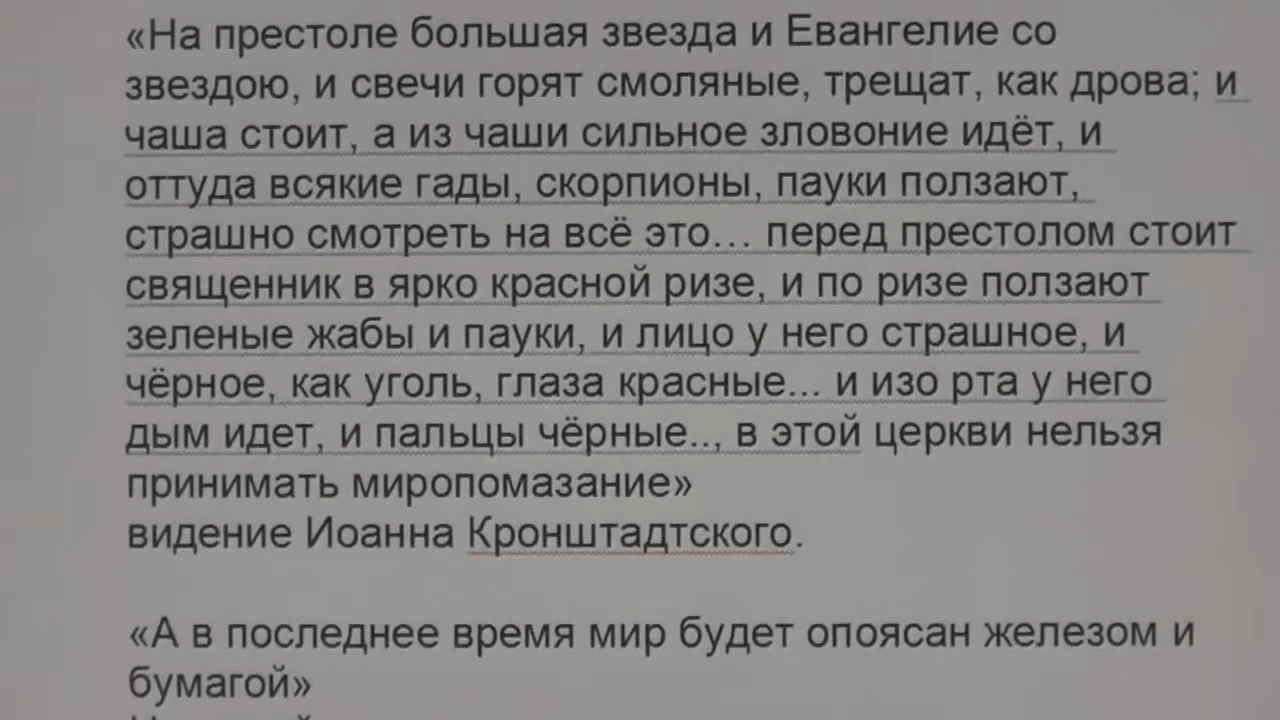 «На престоле большая звезда и Евангелие со
звездою, и свечи горят смоляные, трещат, как дрова; и
чаша стоит, а из чаши сильное зловоние идёт, и
оттуда всякие гады, скорпионы, пауки ползают,
страшно смотреть на всё это... перед престолом стоит
священник в ярко красной ризе, и по ризе ползают
зеленые жабы и пауки, и лицо у него страшное, и
чёрное, как уголь, глаза красные... и изо рта у него
дым идет, и пальцы чёрные.., в этой церкви нельзя
принимать миропомазание»
видение Иоанна Кронштадтского.
«А в последнее время мир будет опоясан железом и
бумагой»